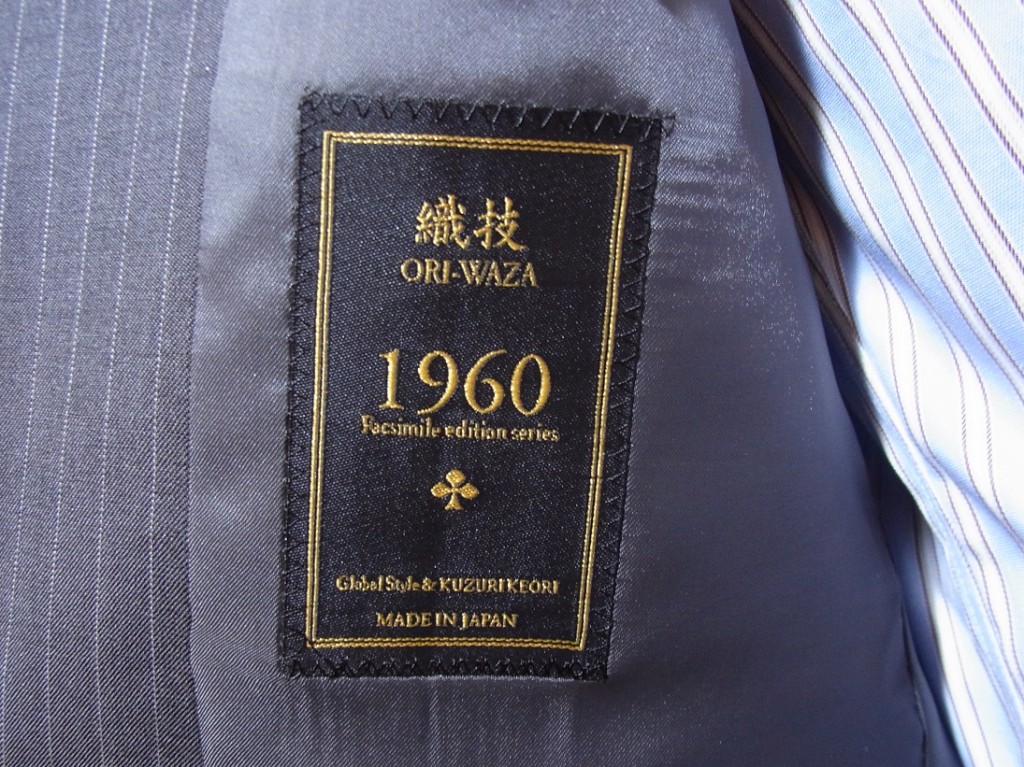 織技
ORI-WAZA
1960
Facsimile edition series
Global Style & KUZURI KEORI
MADE IN JAPAN